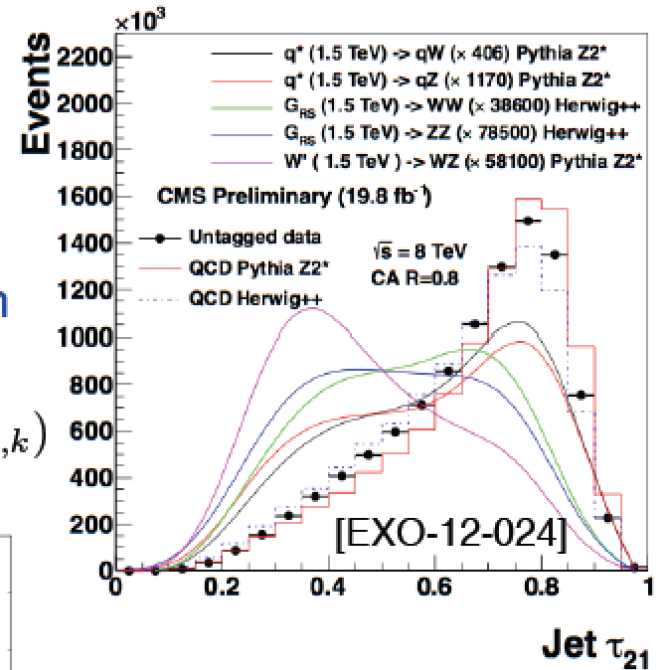 ×10³
Events
2200
2000
1800
1600
1400
1200
1000
800
600
400
200
0
q* (1.5 TeV) -> qW (× 406) Pythia Z2*
q* (1.5 TeV) -> qZ (× 1170) Pythia Z2*
G_RS (1.5 TeV) -> WW (× 38600) Herwig++
G_RS (1.5 TeV) -> ZZ (× 78500) Herwig++
W' ( 1.5 TeV ) -> WZ (× 58100) Pythia Z2*
CMS Preliminary (19.8 fb⁻¹)
Untagged data
QCD Pythia Z2*
QCD Herwig++
√s = 8 TeV
CA R=0.8
n
,k)
[EXO-12-024]
0 0.2 0.4 0.6 0.8 1
Jet τ₂₁